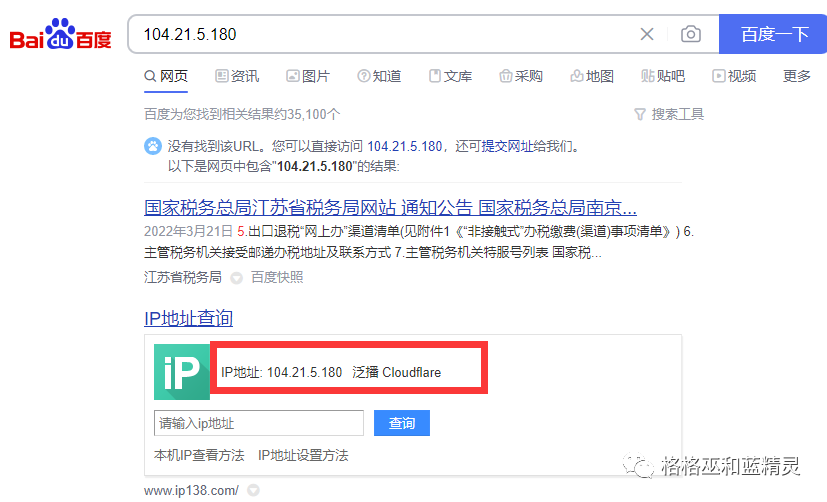 Bai du 百度
104.21.5.180
百度一下
网页 资讯 图片 知道 文库 采购 地图 贴吧 视频 更多
百度为您找到相关结果约35,100个 搜索工具
没有找到该URL。您可以直接访问 104.21.5.180，还可提交网址给我们。
以下是网页中包含"104.21.5.180"的结果:
国家税务总局江苏省税务局网站 通知公告 国家税务总局南京...
2022年3月21日 5.出口退税“网上办”渠道清单(见附件1《“非接触式”办税缴费(渠道)事项清单》) 6.
主管税务机关接受邮递办税地址及联系方式 7.主管税务机关特服号列表 国家税...
江苏省税务局 百度快照
IP地址查询
iP
IP地址: 104.21.5.180 泛播 Cloudflare
请输入ip地址 查询
本机IP查看方法 IP地址设置方法
格格巫和蓝精灵
www.ip138.com/